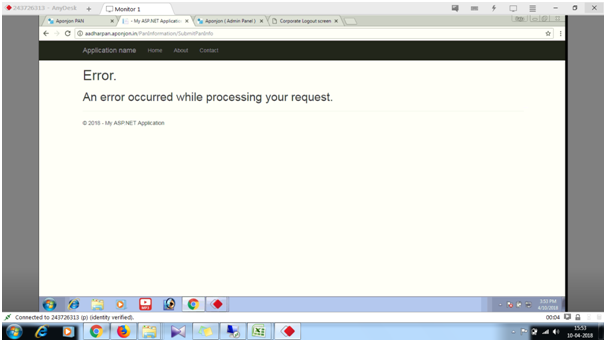 243726313 - AnyDesk
Monitor 1
Aponjon PAN
- My ASP.NET Application
Aponjon ( Admin Panel )
Corporate Logout screen
aadharpan.aponjon.in/PanInformation/SubmitPanInfo
Application name Home About Contact
Error.
An error occurred while processing your request.
© 2018 - My ASP.NET Application
3:53 PM
4/10/2018
Connected to 243726313 (p) (identity verified).
00:04
15:53
10-04-2018